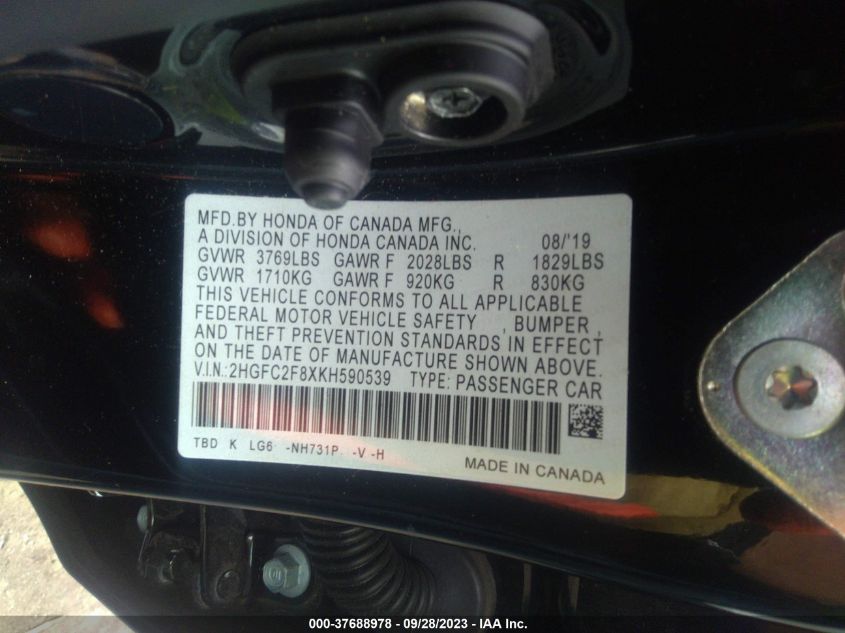 MFD.BY HONDA OF CANADA MFG.,
A DIVISION OF HONDA CANADA INC. 08/'19
GVWR 3769LBS GAWR F 2028LBS R 1829LBS
GVWR 1710KG GAWR F 920KG R 830KG
THIS VEHICLE CONFORMS TO ALL APPLICABLE
FEDERAL MOTOR VEHICLE SAFETY , BUMPER ,
AND THEFT PREVENTION STANDARDS IN EFFECT
ON THE DATE OF MANUFACTURE SHOWN ABOVE.
V.I.N.:2HGFC2F8XKH590539 TYPE: PASSENGER CAR
TBD K LG6 -NH731P -V -H
MADE IN CANADA
000-37688978 - 09/28/2023 - IAA Inc.